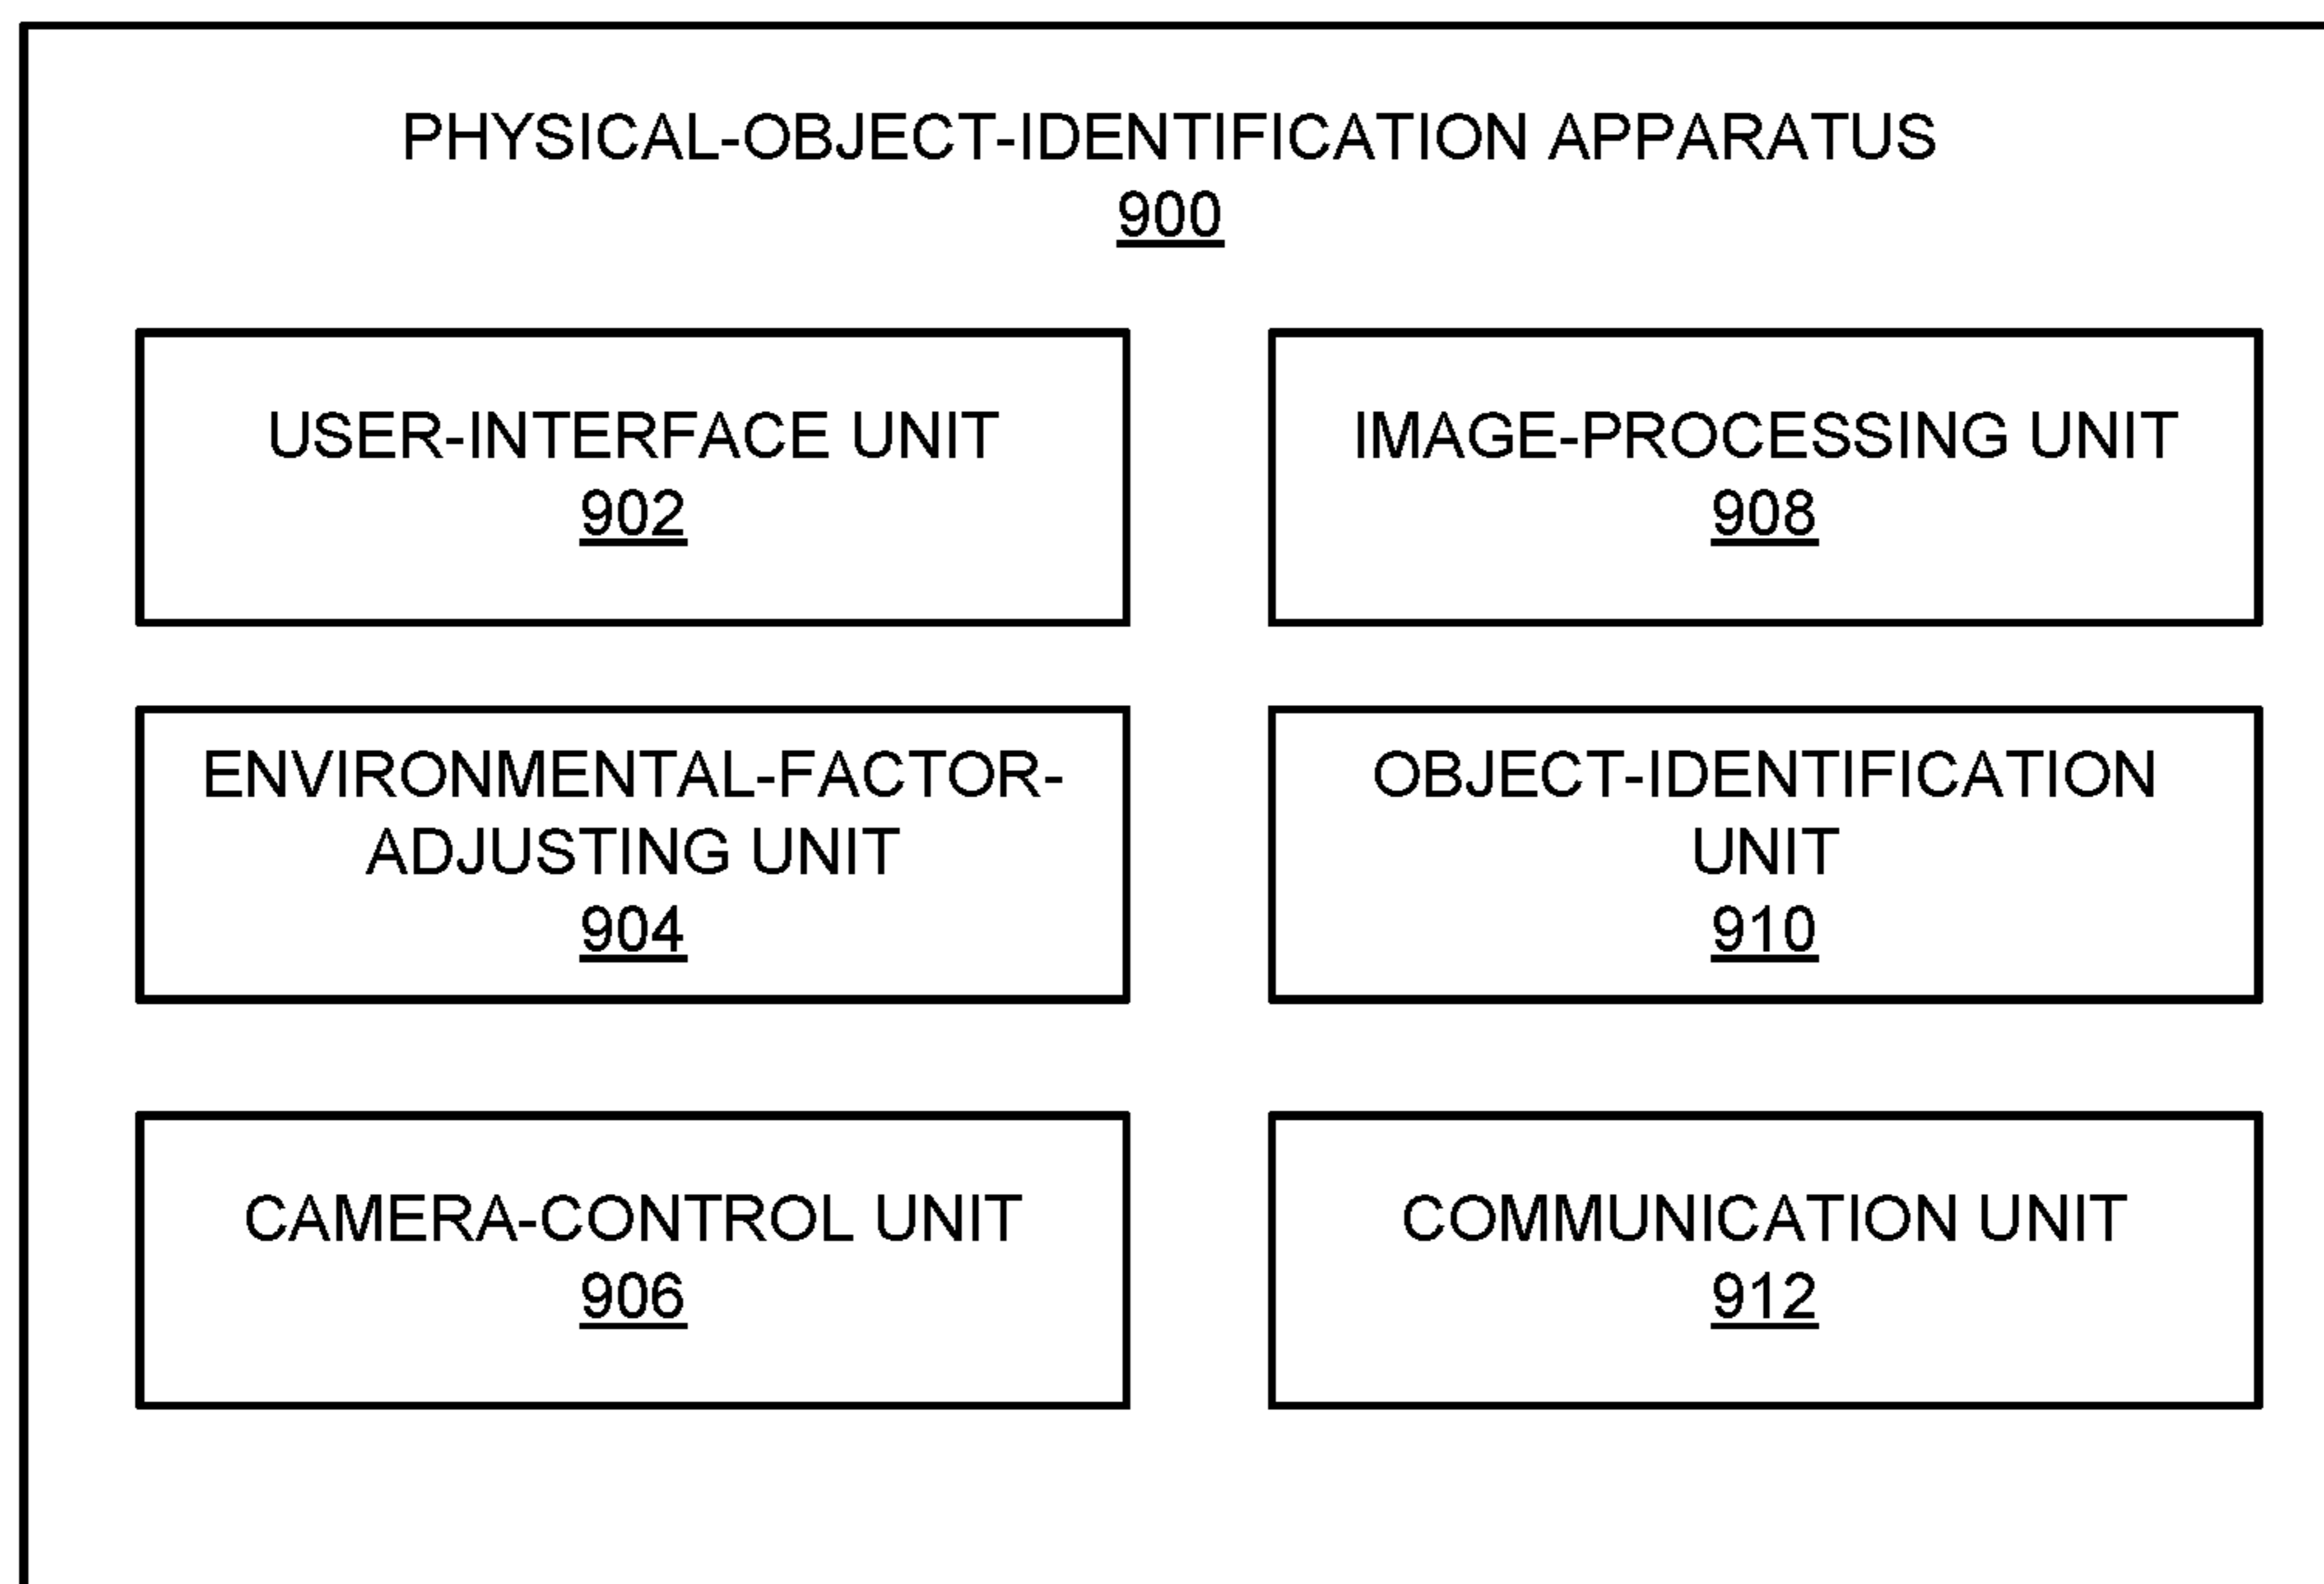 PHYSICAL-OBJECT-IDENTIFICATION APPARATUS
900
USER-INTERFACE UNIT
902
IMAGE-PROCESSING UNIT
908
ENVIRONMENTAL-FACTOR-
ADJUSTING UNIT
904
OBJECT-IDENTIFICATION
UNIT
910
CAMERA-CONTROL UNIT
906
COMMUNICATION UNIT
912